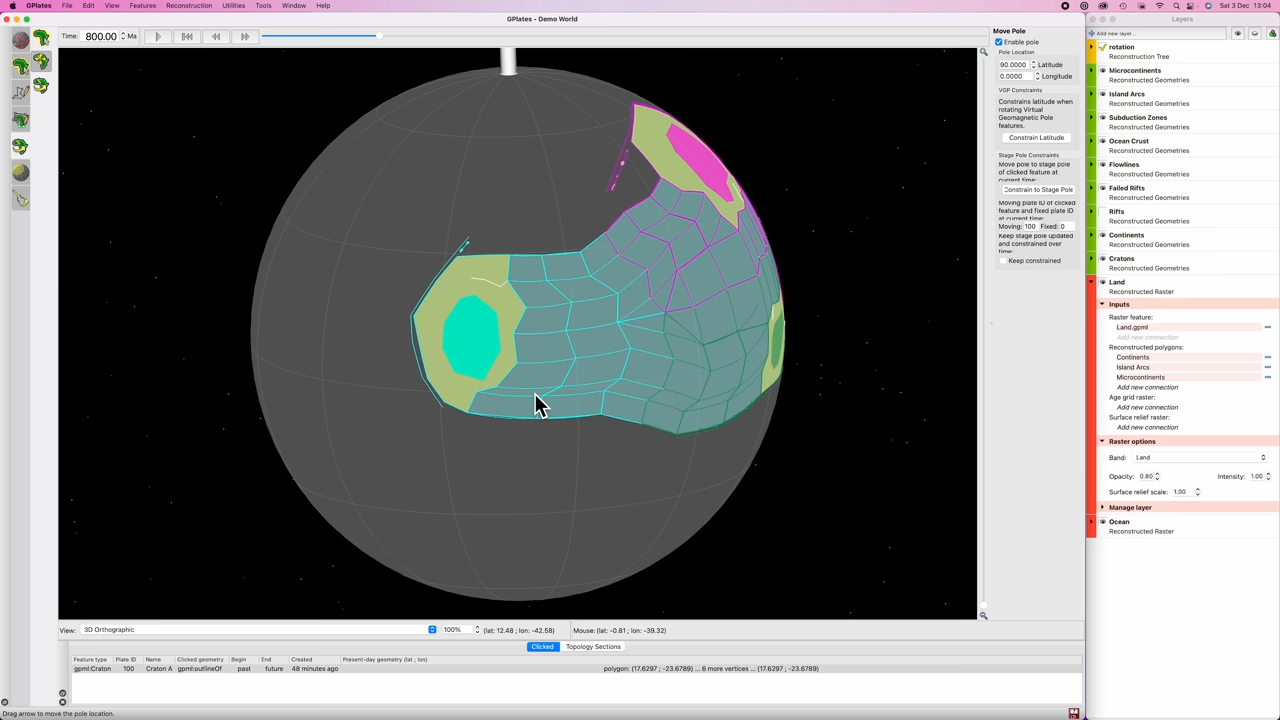 GPlates File Edit View Features Reconstruction Utilities Tools Window Help Sat 3 Dec 13:04
GPlates - Demo World
Time: 800.00 Ma
Move Pole
Enable pole
Pole Location
90.0000 Latitude
0.0000 Longitude
VGP Constraints
Constrains latitude when
rotating Virtual
Geomagnetic Pole
features.
Constrain Latitude
Stage Pole Constraints
Move pole to stage pole
of clicked feature at
current time:
Constrain to Stage Pole
Moving plate ID of clicked
feature and fixed plate ID
at current time:
Moving: 100 Fixed: 0
Keep stage pole updated
and constrained over
time:
Keep constrained
Layers
Add new layer...
rotation
Reconstruction Tree
Microcontinents
Reconstructed Geometries
Island Arcs
Reconstructed Geometries
Subduction Zones
Reconstructed Geometries
Ocean Crust
Reconstructed Geometries
Flowlines
Reconstructed Geometries
Failed Rifts
Reconstructed Geometries
Rifts
Reconstructed Geometries
Continents
Reconstructed Geometries
Cratons
Reconstructed Geometries
Land
Reconstructed Raster
Inputs
Raster feature:
Land.gpml
Add new connection
Reconstructed polygons:
Continents
Island Arcs
Microcontinents
Add new connection
Age grid raster:
Add new connection
Surface relief raster:
Add new connection
Raster options
Band: Land
Opacity: 0.80 Intensity: 1.00
Surface relief scale: 1.00
Manage layer
Ocean
Reconstructed Raster
View: 3D Orthographic 100% (lat: 12.48 ; lon: -42.58) Mouse: (lat: -0.81 ; lon: -39.32)
Clicked Topology Sections
Feature type Plate ID Name Clicked geometry Begin End Created Present-day geometry (lat ; lon)
gpml:Craton 100 Craton A gpml:outlineOf past future 48 minutes ago polygon: (17.6297 ; -23.6789) ... 6 more vertices ... (17.6297 ; -23.6789)
Drag arrow to move the pole location.